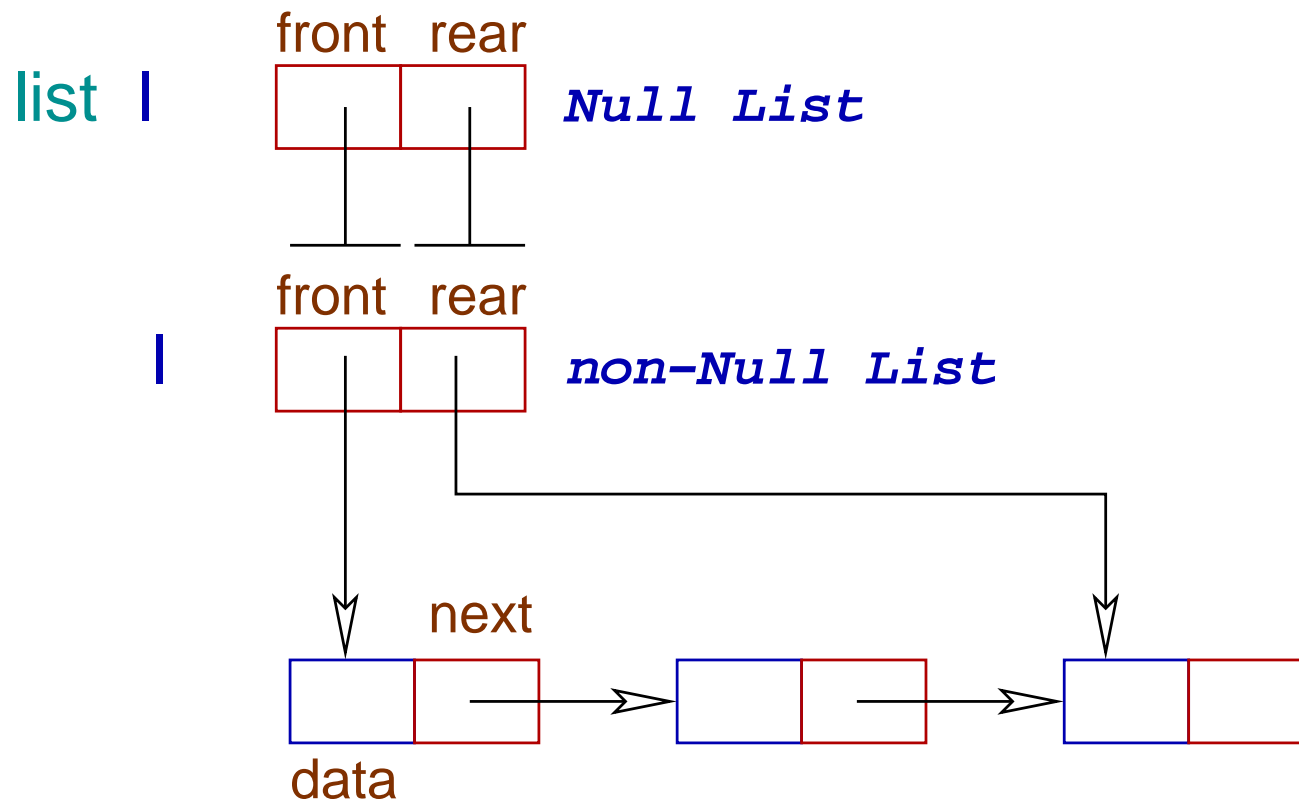 front rear
list l Null List
front rear
l non-Null List
next
data